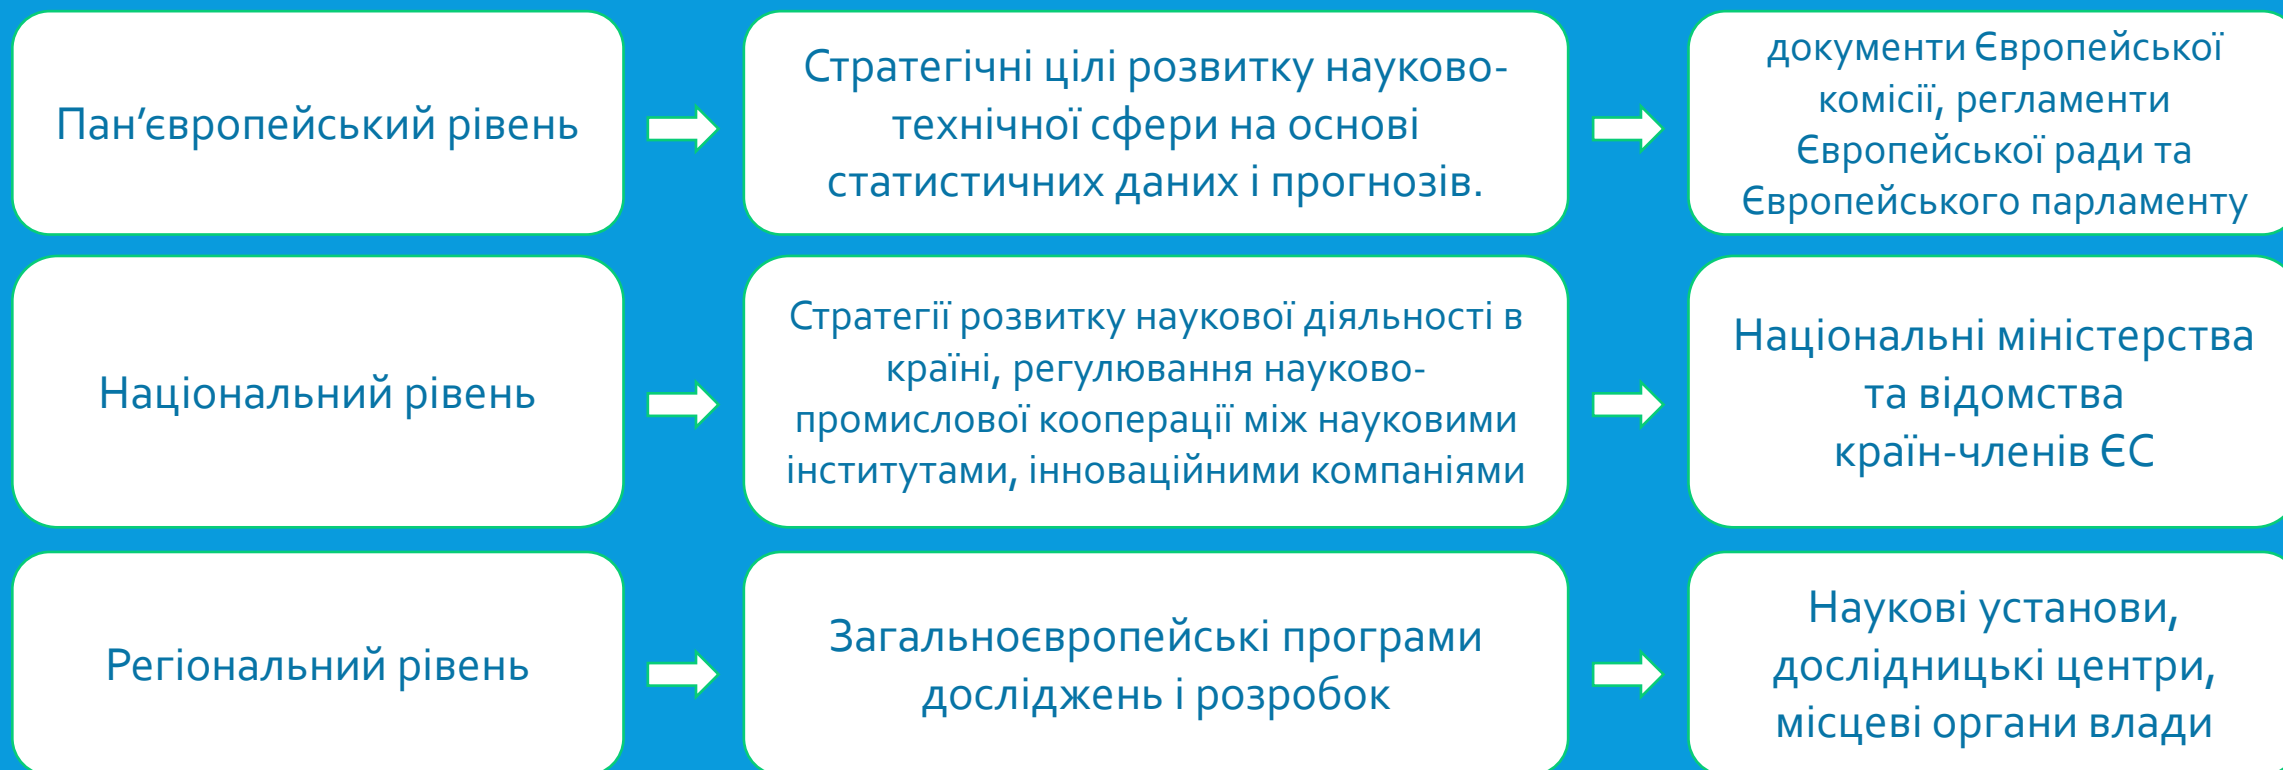 Пан’європейський рівень
Стратегічні цілі розвитку науково-
технічної сфери на основі
статистичних даних і прогнозів.
документи Європейської
комісії, регламенти
Європейської ради та
Європейського парламенту
Національний рівень
Стратегії розвитку наукової діяльності в
країні, регулювання науково-
промислової кооперації між науковими
інститутами, інноваційними компаніями
Національні міністерства
та відомства
країн-членів ЄС
Регіональний рівень
Загальноєвропейські програми
досліджень і розробок
Наукові установи,
дослідницькі центри,
місцеві органи влади